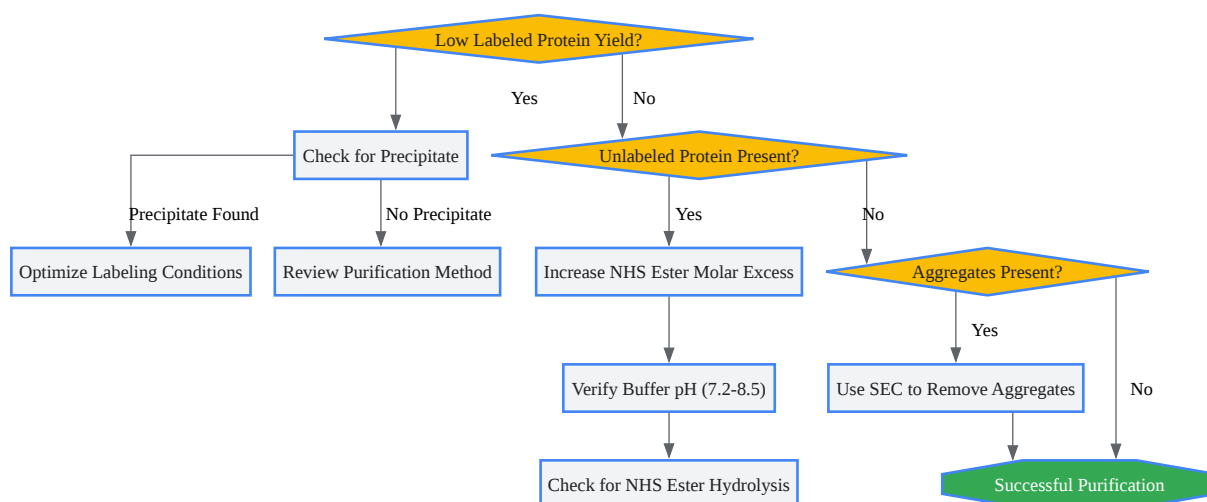 Low Labeled Protein Yield?
Yes
No
Check for Precipitate
Unlabeled Protein Present?
Precipitate Found
No Precipitate
Yes
No
Optimize Labeling Conditions
Review Purification Method
Increase NHS Ester Molar Excess
Aggregates Present?
Yes
Verify Buffer pH (7.2-8.5)
Use SEC to Remove Aggregates
No
Check for NHS Ester Hydrolysis
Successful Purification